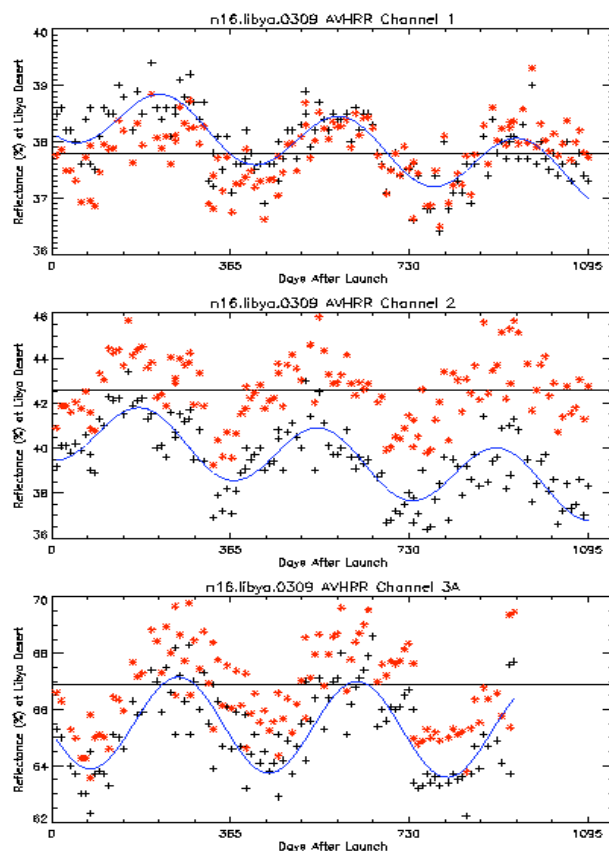 n16.libya.0309 AVHRR Channel 1
40
39
38
37
36
Reflectance (%) at Libya Desert
0 365 730 1095
Days After Launch
n16.libya.0309 AVHRR Channel 2
46
44
42
40
38
36
Reflectance (%) at Libya Desert
0 365 730 1095
Days After Launch
n16.libya.0309 AVHRR Channel 3A
70
68
66
64
62
Reflectance (%) at Libya Desert
0 365 730 1095
Days After Launch